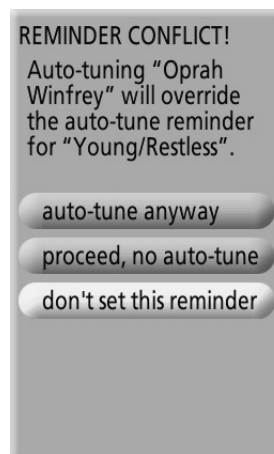 REMINDER CONFLICT!
Auto-tuning “Oprah
Winfrey” will override
the auto-tune reminder
for “Young/Restless”.
auto-tune anyway
proceed, no auto-tune
don't set this reminder